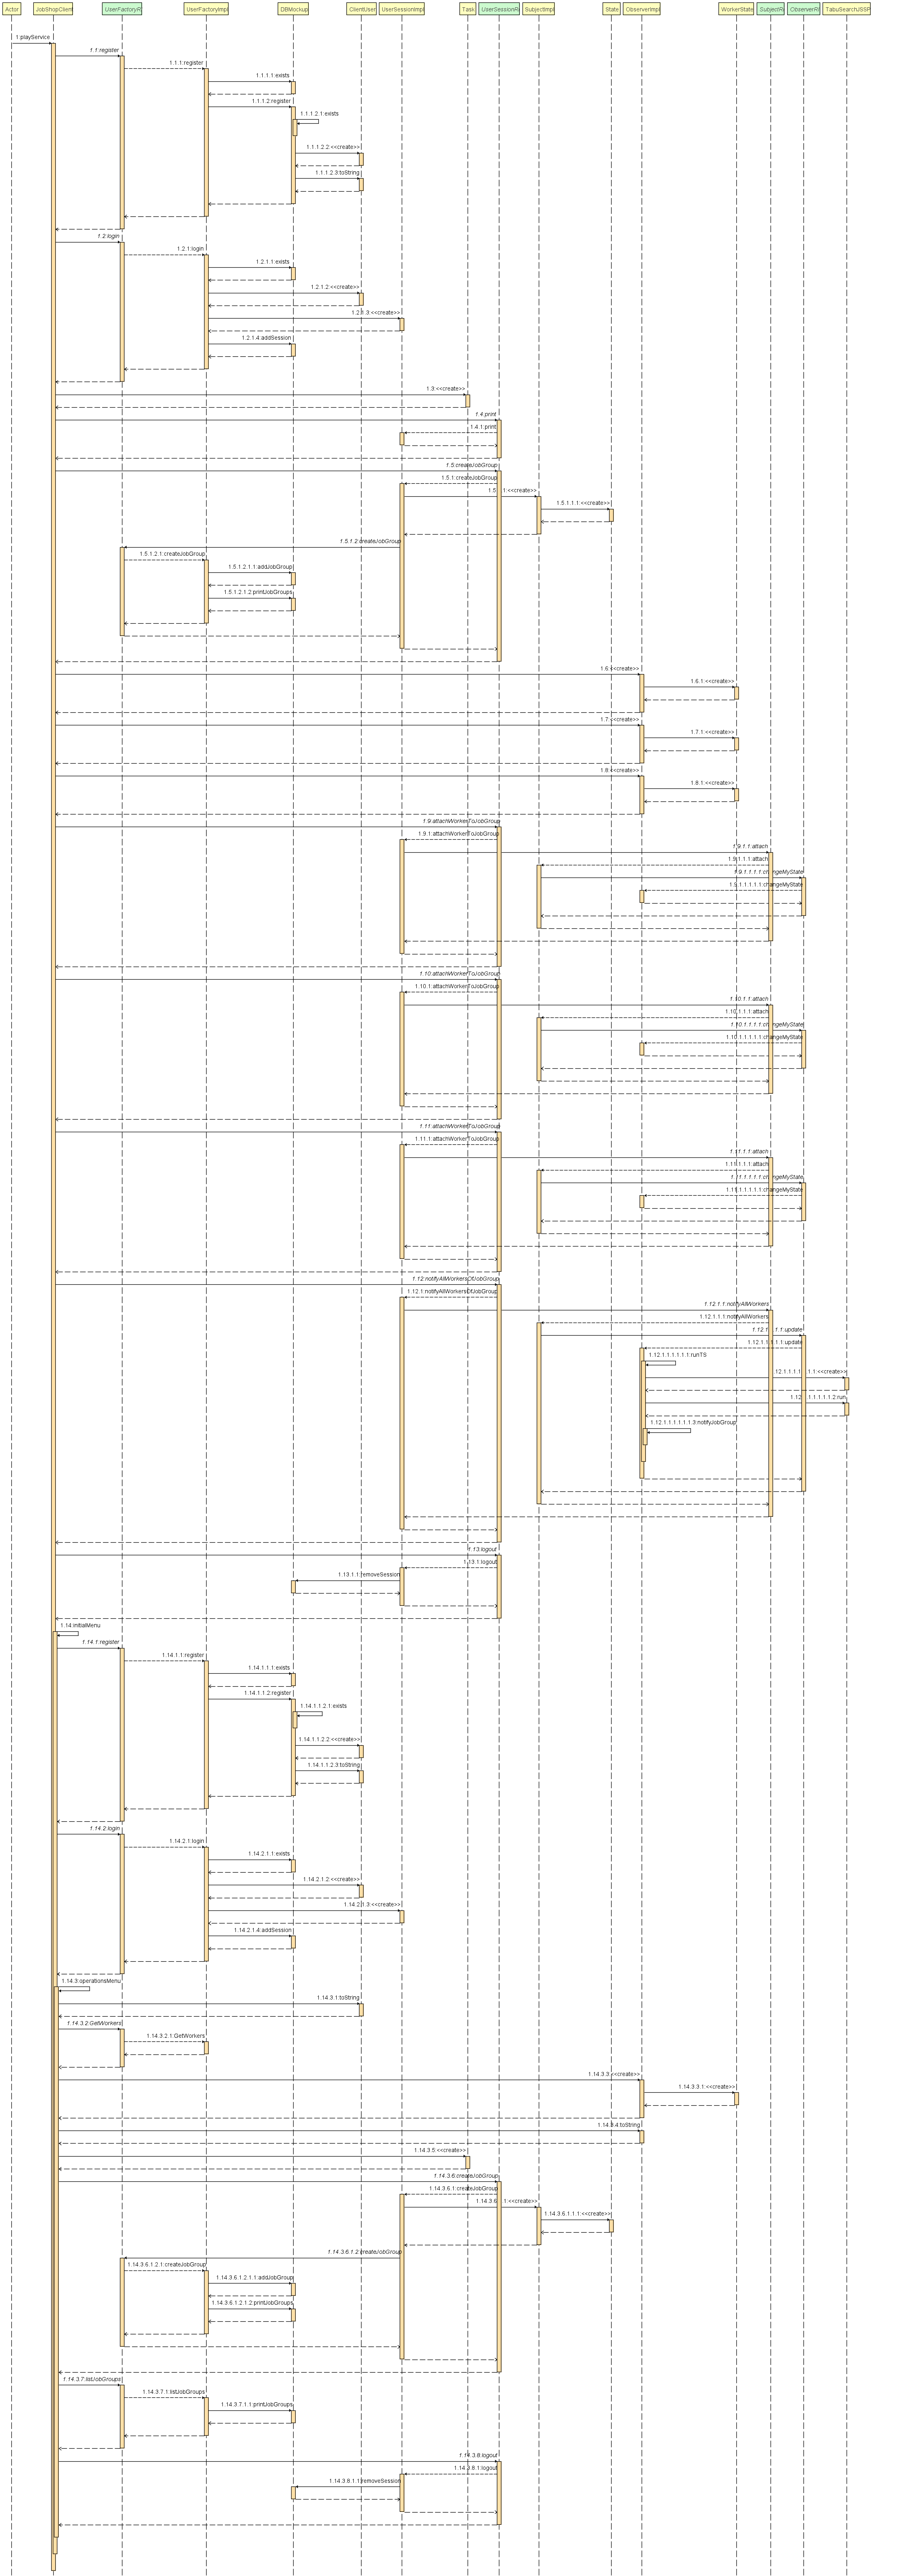 Actor
JobShopClient
UserFactoryRI
UserFactoryImpl
DBMockup
ClientUser
UserSessionImpl
Task
UserSessionRI
SubjectImpl
State
ObserverImpl
WorkerState
SubjectRI
ObserverRI
TabuSearchJSSP
1:playService
1.1:register
1.1.1:register
1.1.1.1:exists
1.1.1.2:register
1.1.1.2.1:exists
1.1.1.2.2:<<create>>
1.1.1.2.3:toString
1.2:login
1.2.1:login
1.2.1.1:exists
1.2.1.2:<<create>>
1.2.1.3:<<create>>
1.2.1.4:addSession
1.3:<<create>>
1.4:print
1.4.1:print
1.5:createJobGroup
1.5.1:createJobGroup
1.5 1:<<create>>
1.5.1.1.1:<<create>>
1.5.1.2:createJobGroup
1.5.1.2.1:createJobGroup
1.5.1.2.1.1:addJobGroup
1.5.1.2.1.2:printJobGroups
1.6:<<create>>
1.6.1:<<create>>
1.7:<<create>>
1.7.1:<<create>>
1.8:<<create>>
1.8.1:<<create>>
1.9:attachWorkerToJobGroup
1.9.1:attachWorkerToJobGroup
1.9.1.1:attach
1.9.1.1.1:attach
1.9.1.1.1.1:changeMyState
1.9.1.1.1.1.1:changeMyState
1.10:attachWorkerToJobGroup
1.10.1:attachWorkerToJobGroup
1.10.1.1:attach
1.10.1.1.1:attach
1.10.1.1.1.1:changeMyState
1.10.1.1.1.1.1:changeMyState
1.11:attachWorkerToJobGroup
1.11.1:attachWorkerToJobGroup
1.11.1.1:attach
1.11.1.1.1:attach
1.11.1.1.1.1:changeMyState
1.11.1.1.1.1.1:changeMyState
1.12:notifyAllWorkersOfJobGroup
1.12.1:notifyAllWorkersOfJobGroup
1.12.1.1:notifyAllWorkers
1.12.1.1.1:notifyAllWorkers
1.12.1 1.1:update
1.12.1.1.1.1.1:update
1.12.1.1.1.1.1.1:runTS
12.1.1.1.1 1.1:<<create>>
1.12 .1.1.1.1.1.2:run
1.12.1.1.1.1.1.1.3:notifyJobGroup
1.13:logout
1.13.1:logout
1.13.1.1:removeSession
1.14:initialMenu
1.14.1:register
1.14.1.1:register
1.14.1.1.1:exists
1.14.1.1.2:register
1.14.1.1.2.1:exists
1.14.1.1.2.2:<<create>>
1.14.1.1.2.3:toString
1.14.2:login
1.14.2.1:login
1.14.2.1.1:exists
1.14.2.1.2:<<create>>
1.14.2.1.3:<<create>>
1.14.2.1.4:addSession
1.14.3:operationsMenu
1.14.3.1:toString
1.14.3.2:GetWorkers
1.14.3.2.1:GetWorkers
1.14.3.3:<<create>>
1.14.3.3.1:<<create>>
1.14.3.4:toString
1.14.3.5:<<create>>
1.14.3.6:createJobGroup
1.14.3.6.1:createJobGroup
1.14.3.6 1:<<create>>
1.14.3.6.1.1.1:<<create>>
1.14.3.6.1.2:createJobGroup
1.14.3.6.1.2.1:createJobGroup
1.14.3.6.1.2.1.1:addJobGroup
1.14.3.6.1.2.1.2:printJobGroups
1.14.3.7:listJobGroups
1.14.3.7.1:listJobGroups
1.14.3.7.1.1:printJobGroups
1.14.3.8:logout
1.14.3.8.1:logout
1.14.3.8.1.1:removeSession